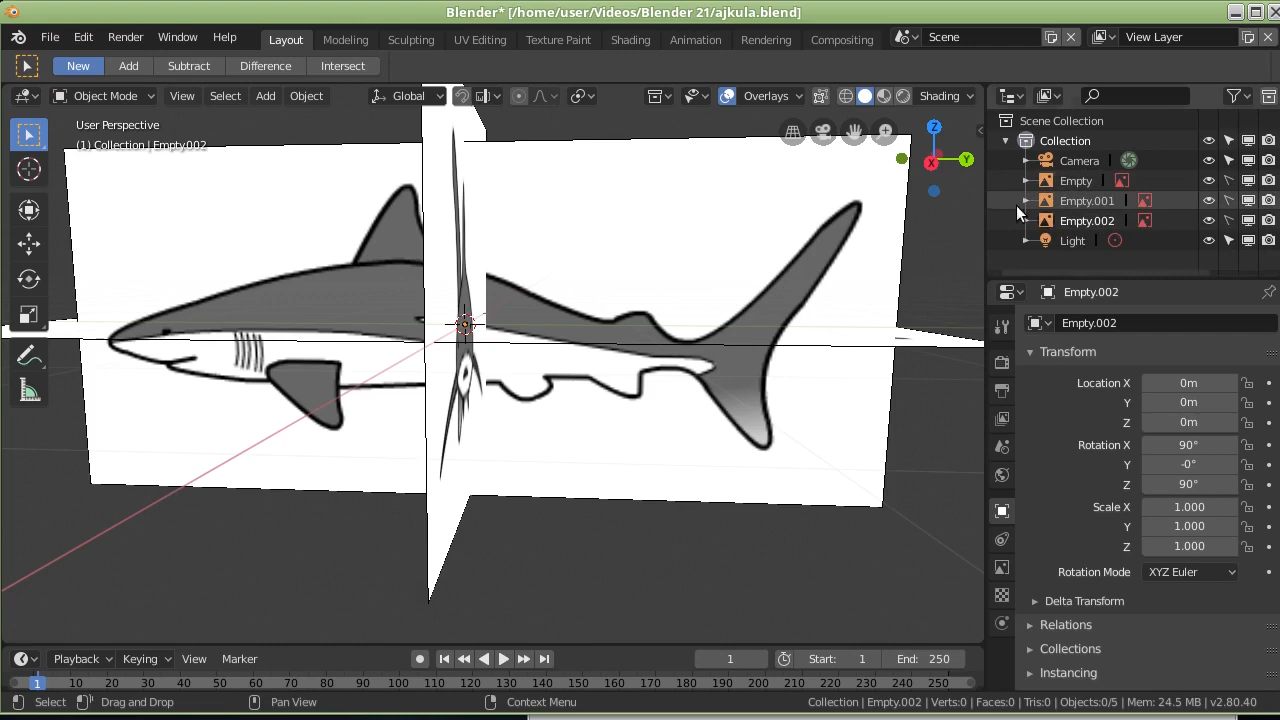 Blender* [/home/user/Videos/Blender 21/ajkula.blend]
File Edit Render Window Help Layout Modeling Sculpting UV Editing Texture Paint Shading Animation Rendering Compositing Scene View Layer
New Add Subtract Difference Intersect
Object Mode View Select Add Object Global Overlays Shading
User Perspective
(1) Collection | Empty.002
Z
X
Y
Scene Collection
Collection
Camera
Empty
Empty.001
Empty.002
Light
Empty.002
Empty.002
Transform
Location X 0m
Y 0m
Z 0m
Rotation X 90°
Y -0°
Z 90°
Scale X 1.000
Y 1.000
Z 1.000
Rotation Mode XYZ Euler
Delta Transform
Relations
Collections
Instancing
Playback Keying View Marker 1 Start: 1 End: 250
1 10 20 30 40 50 60 70 80 90 100 110 120 130 140 150 160 170 180 190 200 210 220 230 240 250
Select Drag and Drop Pan View Context Menu Collection | Empty.002 | Verts:0 | Faces:0 | Tris:0 | Objects:0/5 | Mem: 24.5 MB | v2.80.40